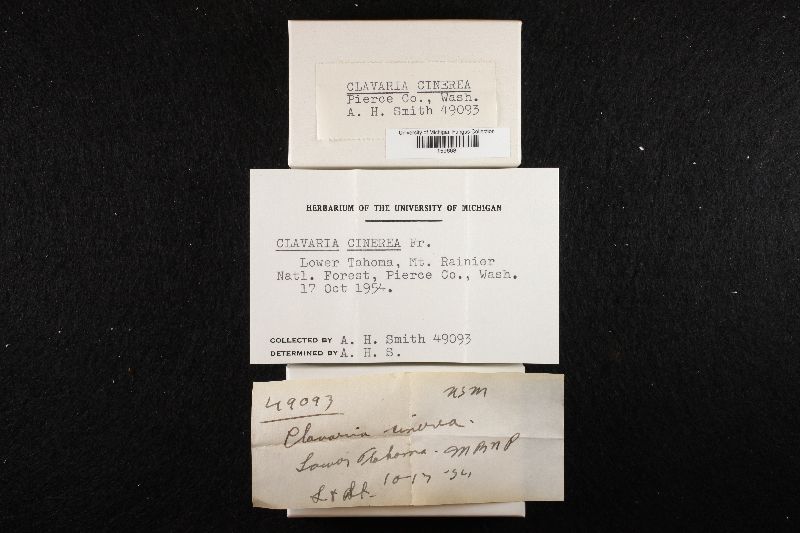 CLAVARIA CINEREA
Pierce Co., Wash.
A. H. Smith 49093
University of Michigan Fungus Collection
HERBARIUM OF THE UNIVERSITY OF MICHIGAN
CLAVARIA CINEREA Fr.
Lower Tahoma, Mt. Rainier
Natl. Forest, Pierce Co., Wash.
17 Oct 1954.
COLLECTED BY A. H. Smith 49093
DETERMINED BY A. H. S.
49093
Clavaria cinerea.
Lower Tahoma - MRNP
10-17-54